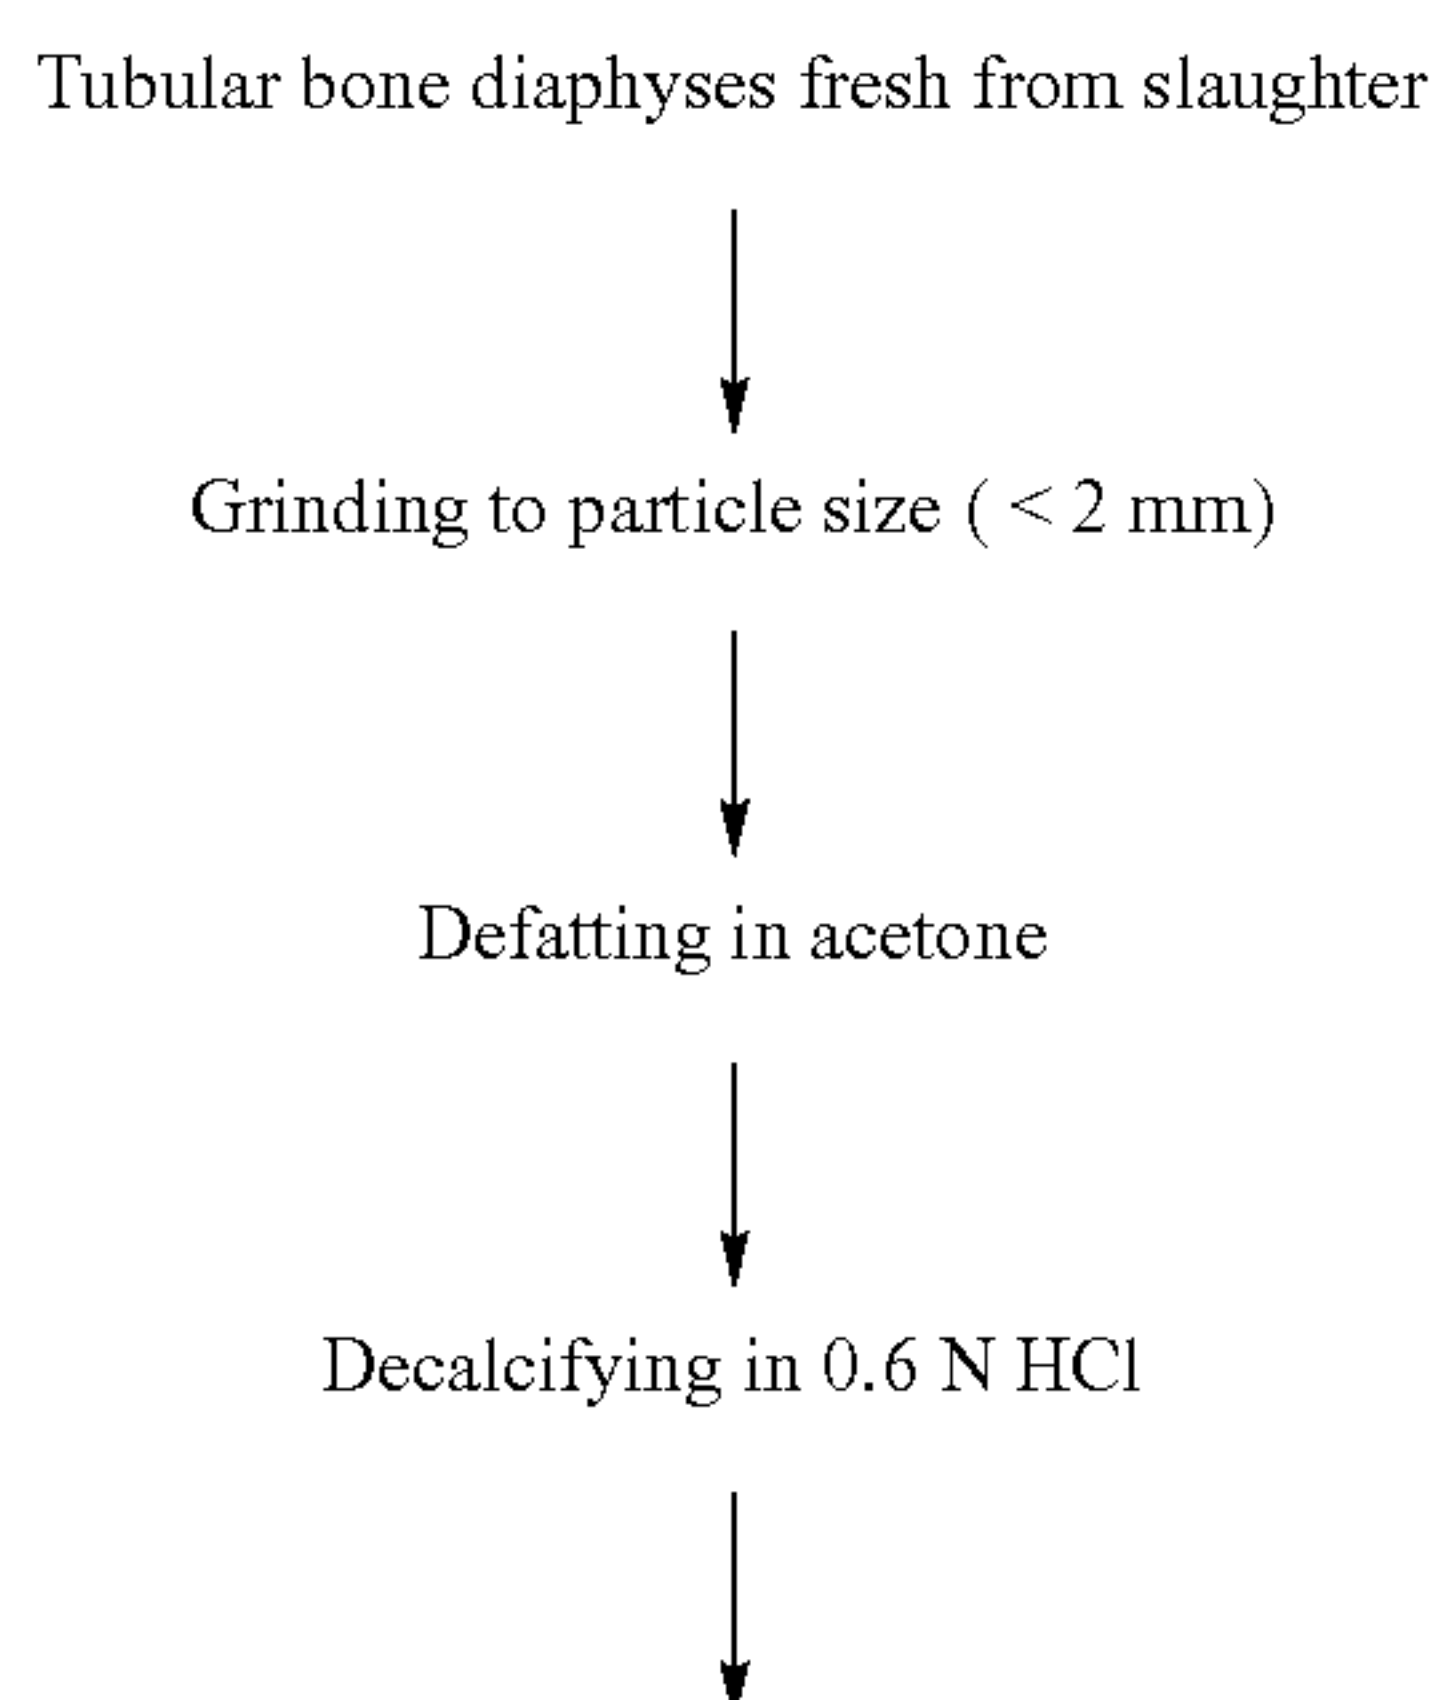 Tubular bone diaphyses fresh from slaughter
Grinding to particle size ( < 2 mm)
Defatting in acetone
Decalcifying in 0.6 N HCl